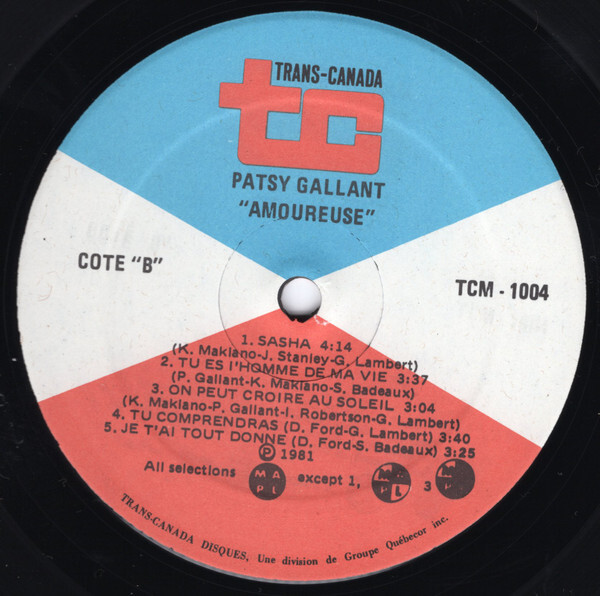 TRANS-CANADA
tc
PATSY GALLANT
"AMOUREUSE"
COTE "B"
TCM - 1004
1. SASHA 4:14
(K. Makiano-J. Stanley-G. Lambert)
2. TU ES l'HOMME DE MA VIE 3:37
(P. Gallant-K. Makiano-S. Badeaux)
3. ON PEUT CROIRE AU SOLEIL 3:04
(K. Makiano-P. Gallant-I. Robertson-G. Lambert)
4. TU COMPRENDRAS (D. Ford-G. Lambert) 3:40
5. JE T'AI TOUT DONNE (D. Ford-S. Badeaux) 3:25
Ⓟ 1981
All selections MAPL except 1, 3
TRANS-CANADA DISQUES, Une division de Groupe Québecor inc.